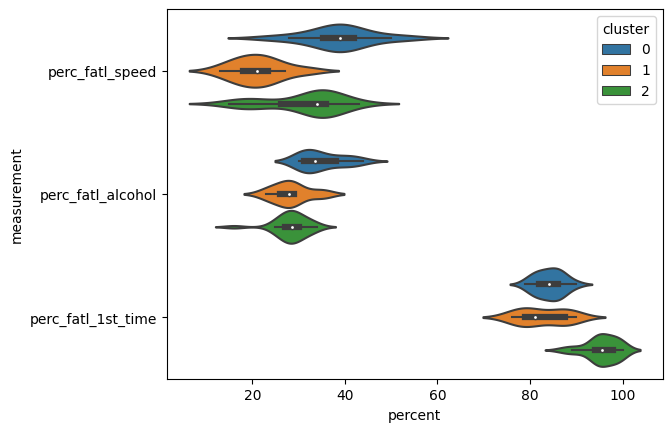 cluster
0
1
2
perc_fatl_speed
perc_fatl_alcohol
perc_fatl_1st_time
measurement
20 40 60 80 100
percent